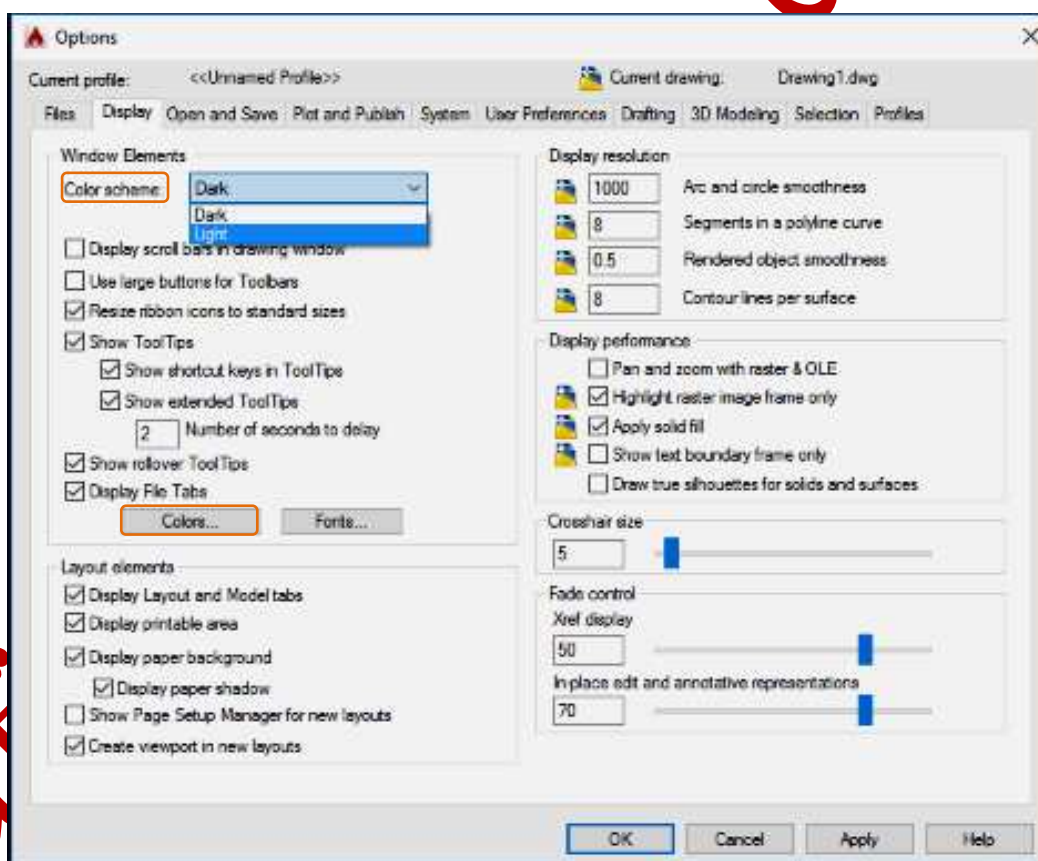 Options
Current profile: <<Unnamed Profile>> Current drawing: Drawing1.dwg
Files Display Open and Save Plot and Publish System User Preferences Drafting 3D Modeling Selection Profiles
Window Elements
Color scheme: Dark
Dark
Light
Display scroll bars in drawing window
Use large buttons for Toolbars
Resize ribbon icons to standard sizes
Show ToolTips
Show shortcut keys in ToolTips
Show extended ToolTips
2 Number of seconds to delay
Show rollover ToolTips
Display File Tabs
Colors... Fonts...
Layout elements
Display Layout and Model tabs
Display printable area
Display paper background
Display paper shadow
Show Page Setup Manager for new layouts
Create viewport in new layouts
Display resolution
1000 Arc and circle smoothness
8 Segments in a polyline curve
0.5 Rendered object smoothness
8 Contour lines per surface
Display performance
Pan and zoom with raster & OLE
Highlight raster image frame only
Apply solid fill
Show text boundary frame only
Draw true silhouettes for solids and surfaces
Crosshair size
5
Fade control
Xref display
50
In-place edit and annotative representations
70
OK Cancel Apply Help